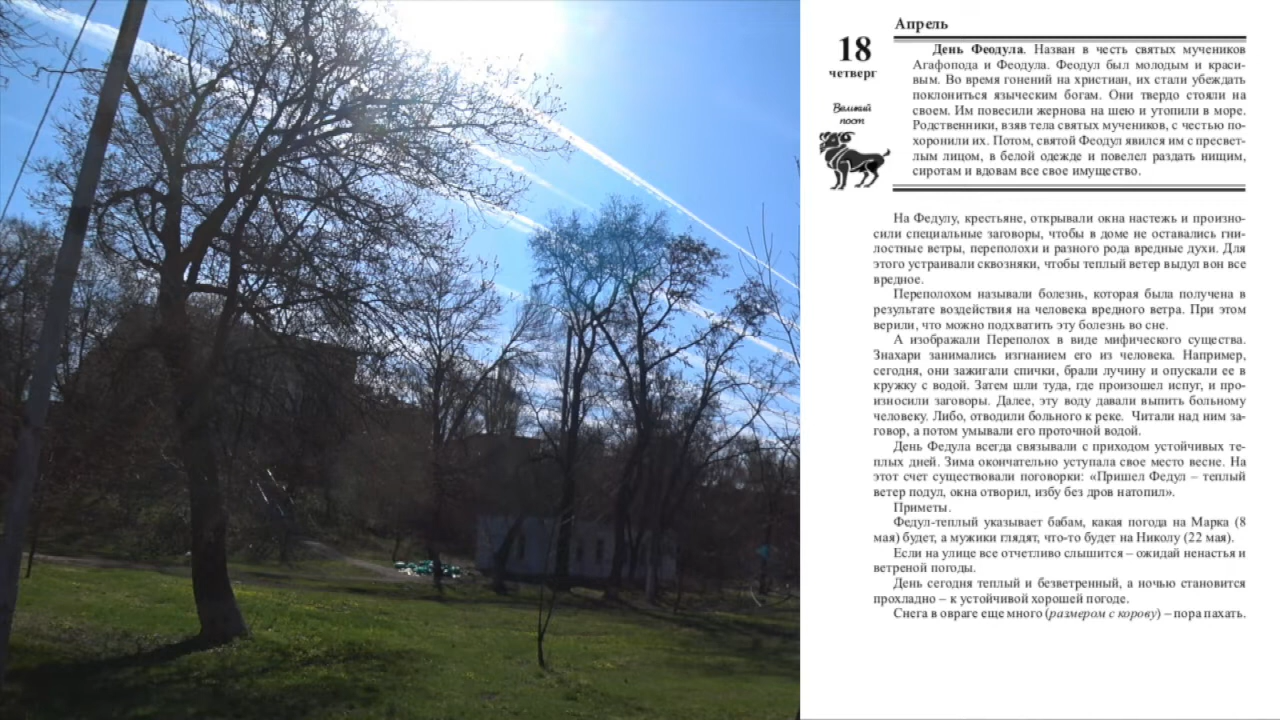 Апрель
18
четверг
Великий
пост
День Феодула. Назван в честь святых мучеников
Агафопода и Феодула. Феодул был молодым и краси-
вым. Во время гонений на христиан, их стали убеждать
поклониться языческим богам. Они твердо стояли на
своем. Им повесили жернова на шею и утопили в море.
Родственники, взяв тела святых мучеников, с честью по-
хоронили их. Потом, святой Феодул явился им с пресвет-
лым лицом, в белой одежде и повелел раздать нищим,
сиротам и вдовам все свое имущество.
На Федулу, крестьяне, открывали окна настежь и произно-
сили специальные заговоры, чтобы в доме не оставались гни-
лостные ветры, переполохи и разного рода вредные духи. Для
этого устраивали сквозняки, чтобы теплый ветер выдул вон все
вредное.
Переполохом называли болезнь, которая была получена в
результате воздействия на человека вредного ветра. При этом
верили, что можно подхватить эту болезнь во сне.
А изображали Переполох в виде мифического существа.
Знахари занимались изгнанием его из человека. Например,
сегодня, они зажигали спички, брали лучину и опускали ее в
кружку с водой. Затем шли туда, где произошел испуг, и про-
износили заговоры. Далее, эту воду давали выпить больному
человеку. Либо, отводили больного к реке. Читали над ним за-
говор, а потом умывали его проточной водой.
День Федула всегда связывали с приходом устойчивых те-
плых дней. Зима окончательно уступала свое место весне. На
этот счет существовали поговорки: «Пришел Федул – теплый
ветер подул, окна отворил, избу без дров натопил».
Приметы.
Федул-теплый указывает бабам, какая погода на Марка (8
мая) будет, а мужики глядят, что-то будет на Николу (22 мая).
Если на улице все отчетливо слышится – ожидай ненастья и
ветреной погоды.
День сегодня теплый и безветренный, а ночью становится
прохладно – к устойчивой хорошей погоде.
Снега в овраге еще много (размером с корову) – пора пахать.